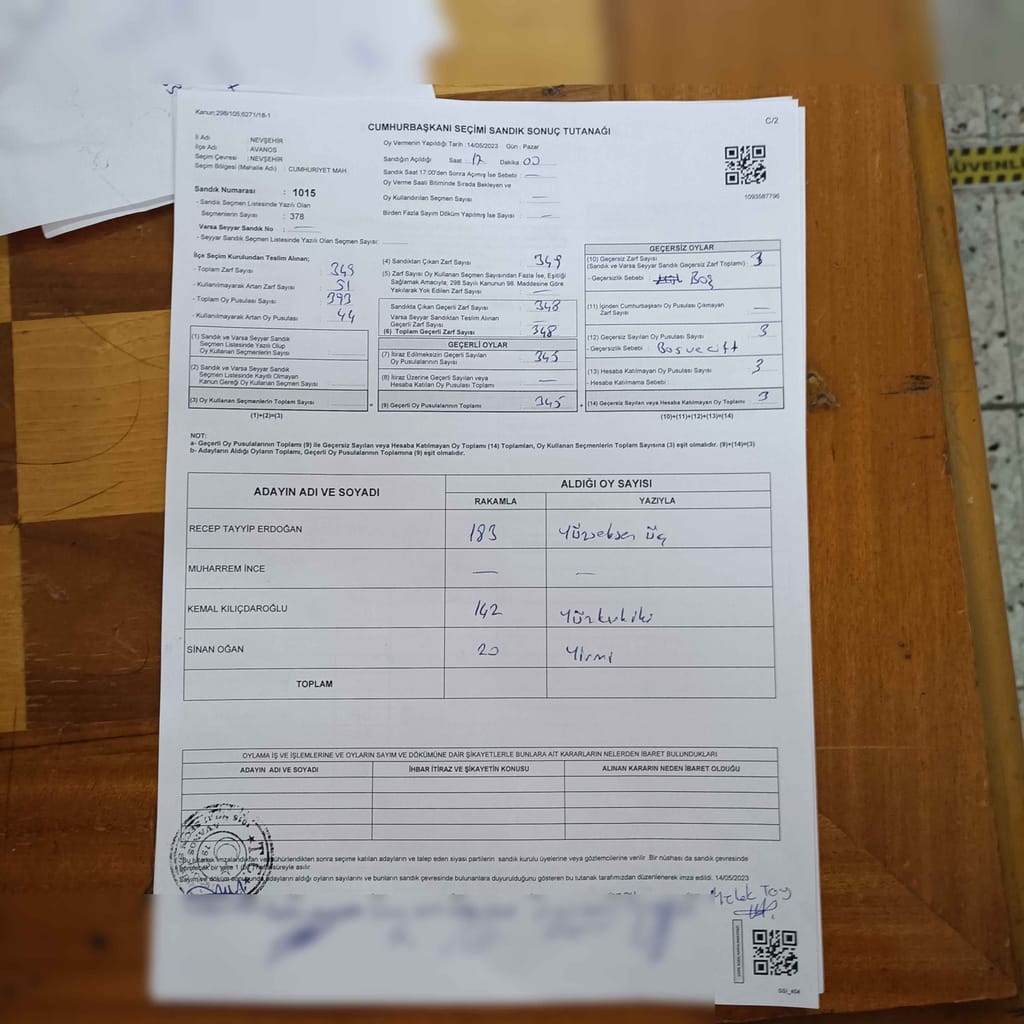 Kanun:298/105,6271/18-1
C/2
CUMHURBAŞKANI SEÇİMİ SANDIK SONUÇ TUTANAĞI
İl Adı : NEVŞEHİR
İlçe Adı : AVANOS
Seçim Çevresi : NEVŞEHİR
Seçim Bölgesi (Mahalle Adı) : CUMHURİYET MAH
Oy Vermenin Yapıldığı Tarih :14/05/2023 Gün : Pazar
Sandığın Açıldığı Saat 17 Dakika 00
Sandık Saat 17:00'den Sonra Açılmış İse Sebebi : —
Oy Verme Saati Bitiminde Sırada Bekleyen ve
Oy Kullandırılan Seçmen Sayısı : —
Birden Fazla Sayım Döküm Yapılmış İse Sayısı : —
1093587796
Sandık Numarası : 1015
- Sandık Seçmen Listesinde Yazılı Olan
Seçmenlerin Sayısı : 378
Varsa Seyyar Sandık No : —
- Seyyar Sandık Seçmen Listesinde Yazılı Olan Seçmen Sayısı:
İlçe Seçim Kurulundan Teslim Alınan;
- Toplam Zarf Sayısı : 349
- Kullanılmayarak Artan Zarf Sayısı : 51
- Toplam Oy Pusulası Sayısı : 393
- Kullanılmayarak Artan Oy Pusulası : 44
(1) Sandık ve Varsa Seyyar Sandık
Seçmen Listesinde Yazılı Olup
Oy Kullanan Seçmenlerin Sayısı :
(2) Sandık ve Varsa Seyyar Sandık
Seçmen Listesinde Kayıtlı Olmayan
Kanun Gereği Oy Kullanan Seçmen Sayısı :
(3) Oy Kullanan Seçmenlerin Toplam Sayısı :
(1)+(2)=(3)
(4) Sandıktan Çıkan Zarf Sayısı : 349
(5) Zarf Sayısı Oy Kullanan Seçmen Sayısından Fazla İse, Eşitliği
Sağlamak Amacıyla; 298 Sayılı Kanunun 98. Maddesine Göre
Yakılarak Yok Edilen Zarf Sayısı : —
Sandıkta Çıkan Geçerli Zarf Sayısı : 348
Varsa Seyyar Sandıktan Teslim Alınan
Geçerli Zarf Sayısı :
(6) Toplam Geçerli Zarf Sayısı : 348
GEÇERLİ OYLAR
(7) İtiraz Edilmeksizin Geçerli Sayılan
Oy Pusulalarının Sayısı : 345
(8) İtiraz Üzerine Geçerli Sayılan veya
Hesaba Katılan Oy Pusulası Toplamı : —
(9) Geçerli Oy Pusulalarının Toplamı : 345
GEÇERSİZ OYLAR
(10) Geçersiz Zarf Sayısı
(Sandık ve Varsa Seyyar Sandık Geçersiz Zarf Toplamı) : 3
- Geçersizlik Sebebi : Boş
(11) İçinden Cumhurbaşkanı Oy Pusulası Çıkmayan
Zarf Sayısı : —
(12) Geçersiz Sayılan Oy Pusulası Sayısı : 3
- Geçersizlik Sebebi : Boş ve çift
(13) Hesaba Katılmayan Oy Pusulası Sayısı : 3
- Hesaba Katılmama Sebebi :
(14) Geçersiz Sayılan veya Hesaba Katılmayan Oy Toplamı : 3
(10)+(11)+(12)+(13)=(14)
NOT:
a- Geçerli Oy Pusulalarının Toplamı (9) ile Geçersiz Sayılan veya Hesaba Katılmayan Oy Toplamı (14) Toplamları, Oy Kullanan Seçmenlerin Toplam Sayısına (3) eşit olmalıdır. (9)+(14)=(3)
b- Adayların Aldığı Oyların Toplamı, Geçerli Oy Pusulalarının Toplamına (9) eşit olmalıdır.
ADAYIN ADI VE SOYADI
ALDIĞI OY SAYISI
RAKAMLA YAZIYLA
RECEP TAYYİP ERDOĞAN 183 Yüzseksen üç
MUHARREM İNCE — —
KEMAL KILIÇDAROĞLU 142 Yüzkırkiki
SİNAN OĞAN 20 Yirmi
TOPLAM
OYLAMA İŞ VE İŞLEMLERİNE VE OYLARIN SAYIM VE DÖKÜMÜNE DAİR ŞİKAYETLERLE BUNLARA AİT KARARLARIN NELERDEN İBARET BULUNDUKLARI
ADAYIN ADI VE SOYADI İHBAR İTİRAZ VE ŞİKAYETİN KONUSU ALINAN KARARIN NEDEN İBARET OLDUĞU
Bu tutanak imzalandıktan ve mühürlendikten sonra seçime katılan adayların ve talep eden siyasi partilerin sandık kurulu üyelerine veya gözlemcilerine verilir .Bir nüshası da sandık çevresinde
adayların aldığı oyların sayılarını ve bunların sandık çevresinde bulunanlara duyurulduğunu gösteren bu tutanak tarafımızdan düzenlenerek imza edildi. 14/05/2023
GÜVENLİ